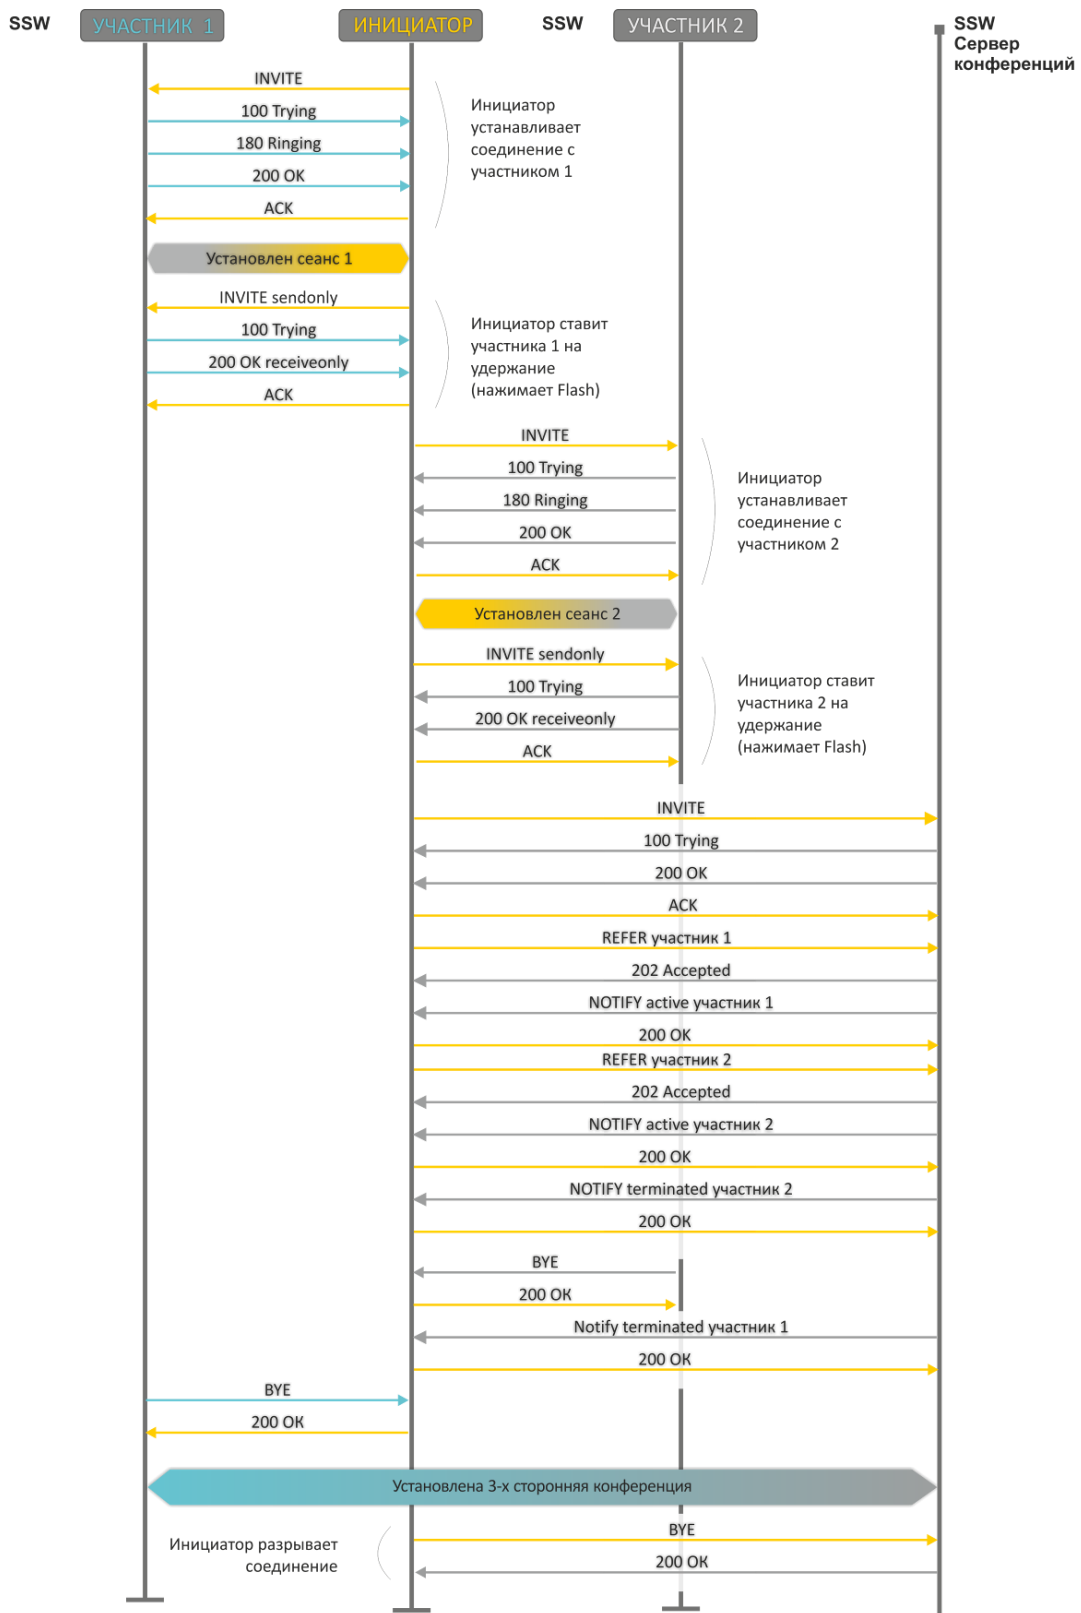 SSW
УЧАСТНИК 1
ИНИЦИАТОР
SSW
УЧАСТНИК 2
SSW
Сервер
конференций
INVITE
100 Trying
180 Ringing
200 OK
ACK
Инициатор
устанавливает
соединение с
участником 1
Установлен сеанс 1
INVITE sendonly
100 Trying
200 OK receiveonly
ACK
Инициатор ставит
участника 1 на
удержание
(нажимает Flash)
INVITE
100 Trying
180 Ringing
200 OK
ACK
Инициатор
устанавливает
соединение с
участником 2
Установлен сеанс 2
INVITE sendonly
100 Trying
200 OK receiveonly
ACK
Инициатор ставит
участника 2 на
удержание
(нажимает Flash)
INVITE
100 Trying
200 OK
ACK
REFER участник 1
202 Accepted
NOTIFY active участник 1
200 OK
REFER участник 2
202 Accepted
NOTIFY active участник 2
200 OK
NOTIFY terminated участник 2
200 OK
BYE
200 OK
Notify terminated участник 1
200 OK
BYE
200 OK
Установлена 3-х сторонняя конференция
BYE
200 OK
Инициатор разрывает
соединение